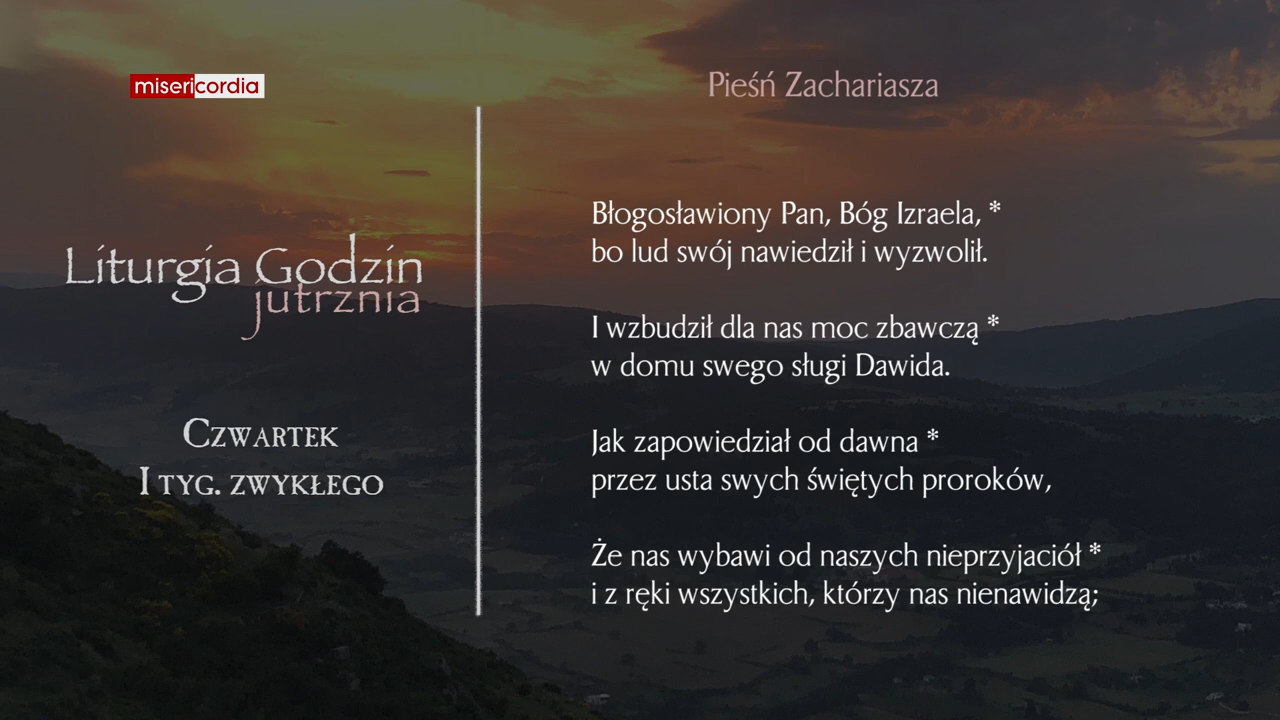 misericordia
Liturgia Godzin
jutrznia
Czwartek
I tyg. zwykłego
Pieśń Zachariasza
Błogosławiony Pan, Bóg Izraela, *
bo lud swój nawiedził i wyzwolił.
I wzbudził dla nas moc zbawczą *
w domu swego sługi Dawida.
Jak zapowiedział od dawna *
przez usta swych świętych proroków,
Że nas wybawi od naszych nieprzyjaciół *
i z ręki wszystkich, którzy nas nienawidzą;